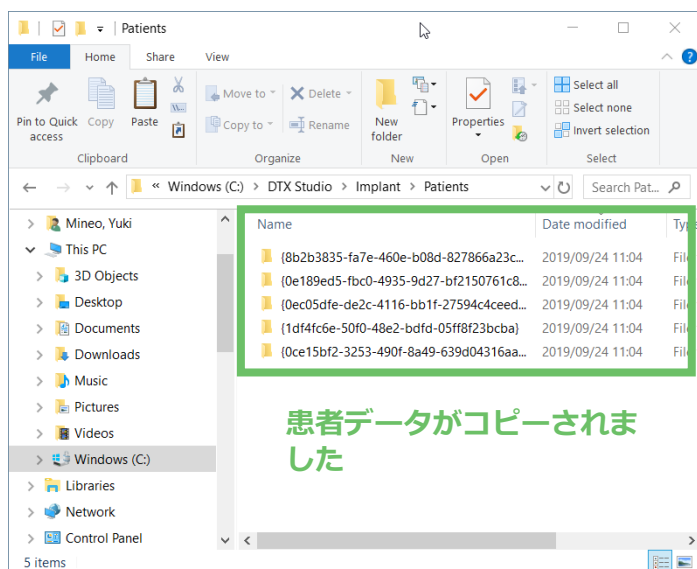 Patients
File Home Share View
Pin to Quick access
Copy
Paste
Move to
Copy to
Delete
Rename
New folder
Properties
Select all
Select none
Invert selection
Clipboard Organize New Open Select
« Windows (C:) > DTX Studio > Implant > Patients
Search Pat...
Name Date modified Type
{8b2b3835-fa7e-460e-b08d-827866a23c... 2019/09/24 11:04 File
{0e189ed5-fbc0-4935-9d27-bf2150761c8... 2019/09/24 11:04 File
{0ec05dfe-de2c-4116-bb1f-27594c4ceed... 2019/09/24 11:04 File
{1df4fc6e-50f0-48e2-bdfd-05ff8f23bcba} 2019/09/24 11:04 File
{0ce15bf2-3253-490f-8a49-639d04316aa... 2019/09/24 11:04 File
Mineo, Yuki
This PC
3D Objects
Desktop
Documents
Downloads
Music
Pictures
Videos
Windows (C:)
Libraries
Network
Control Panel
患者データがコピーされま
した
5 items